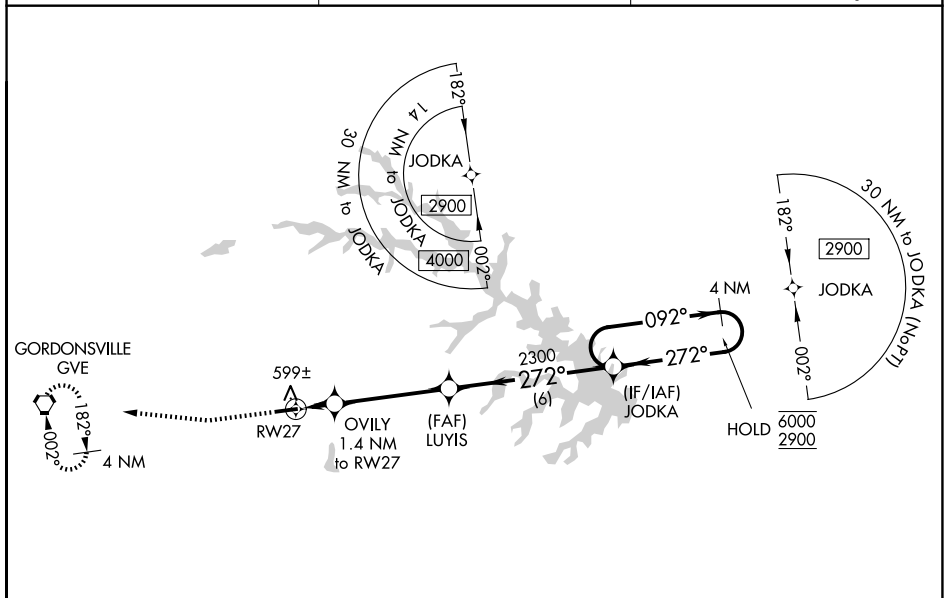 182°
14 NM to JODKA
30 NM to JODKA
JODKA
2900
4000
002°
30 NM to JODKA (NoPT)
182°
2900
JODKA
002°
4 NM
092°
272°
2300
272°
(6)
(IF/IAF)
JODKA
HOLD
6000
2900
GORDONSVILLE
GVE
182°
002°
4 NM
599±
RW27
OVILY
1.4 NM
to RW27
(FAF)
LUYIS